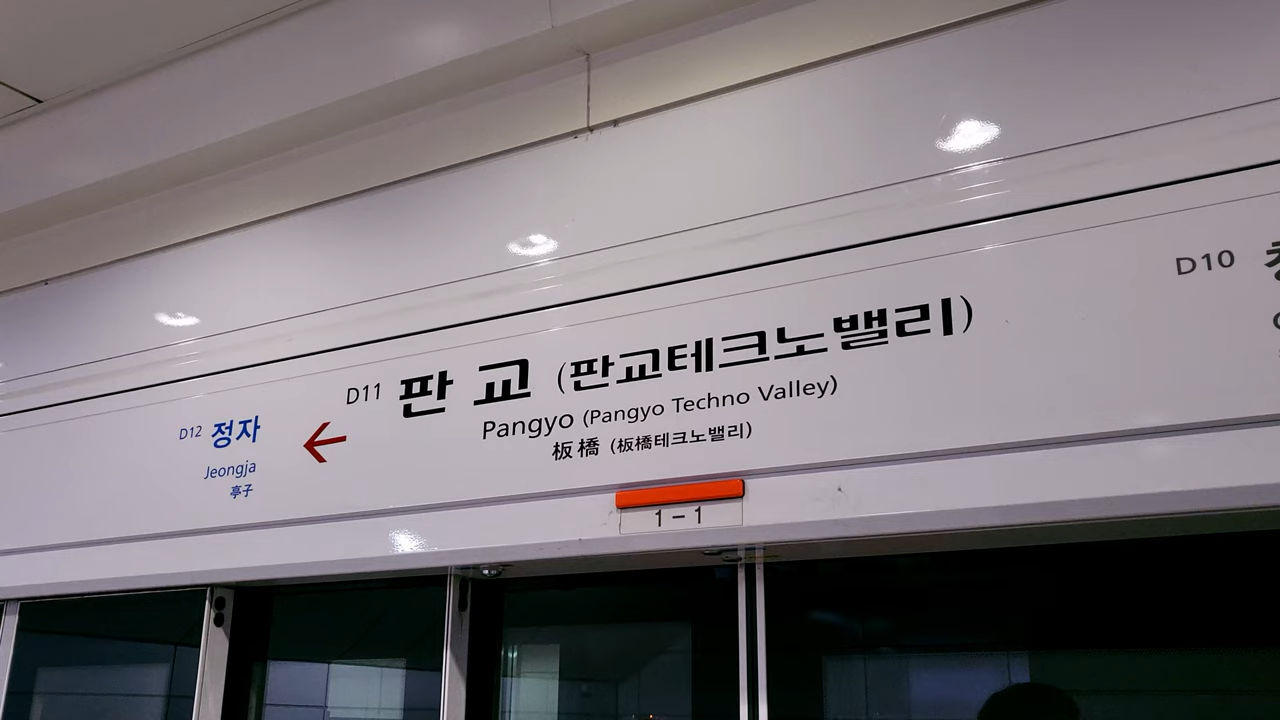 D12 정자
Jeongja
亭子
D11 판교 (판교테크노밸리)
Pangyo (Pangyo Techno Valley)
板橋 (板橋테크노밸리)
D10
1-1